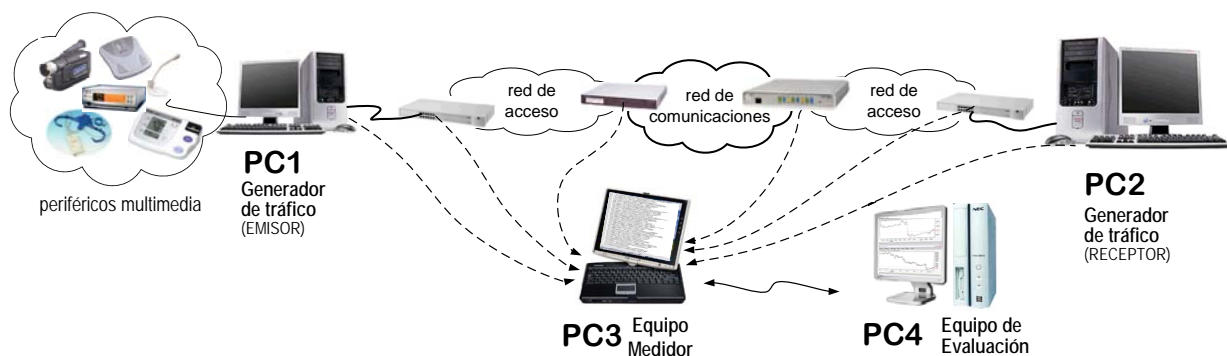 periféricos multimedia
PC1
Generador
de tráfico
(EMISOR)
red de
acceso
red de
comunicaciones
red de
acceso
PC2
Generador
de tráfico
(RECEPTOR)
PC3 Equipo
Medidor
PC4 Equipo de
Evaluación
NEC